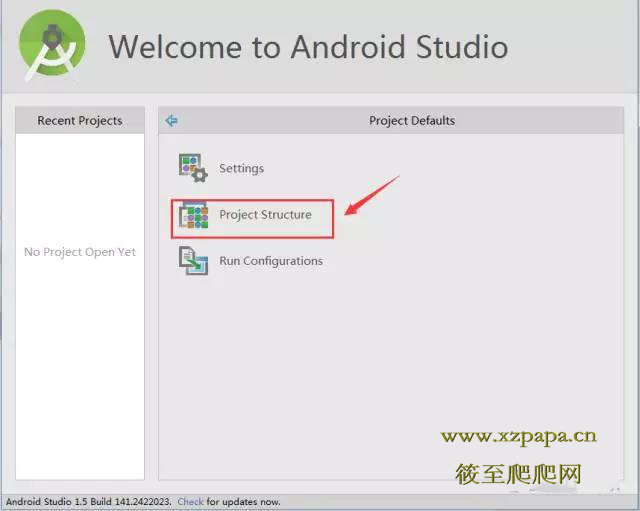 Welcome to Android Studio
Recent Projects
Project Defaults
Settings
Project Structure
No Project Open Yet
Run Configurations
www.xzpapa.cn
筱至爬爬网
Android Studio 1.5 Build 141.2422023. Check for updates now.